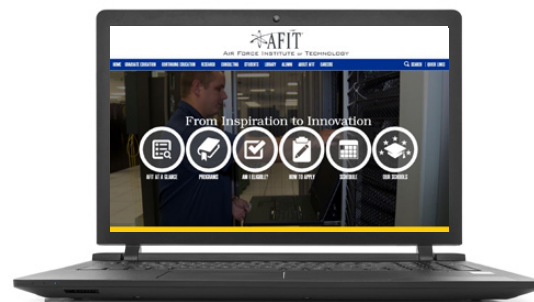 AFIT
AIR FORCE INSTITUTE OF TECHNOLOGY
HOME GRADUATE EDUCATION CONTINUING EDUCATION RESEARCH CONSULTING STUDENTS LIBRARY ALUMNI ABOUT AFIT CAREERS SEARCH | QUICK LINKS
From Inspiration to Innovation
AFIT AT A GLANCE PROGRAMS AM I ELIGIBLE? HOW TO APPLY SCHEDULE OUR SCHOOLS